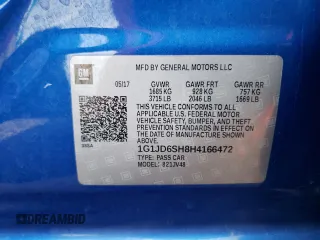 GM
MFD BY GENERAL MOTORS LLC
05/17 GVWR GAWR FRT GAWR RR
1685 KG 928 KG 757 KG
3715 LB 2046 LB 1669 LB
THIS VEHICLE CONFORMS TO ALL
APPLICABLE U.S. FEDERAL MOTOR
VEHICLE SAFETY, BUMPER, AND THEFT
PREVENTION STANDARDS IN EFFECT ON
THE DATE OF MANUFACTURE SHOWN ABOVE.
1G1JD6SH8H4166472
TYPE: PASS CAR
MODEL:
DREAMBID